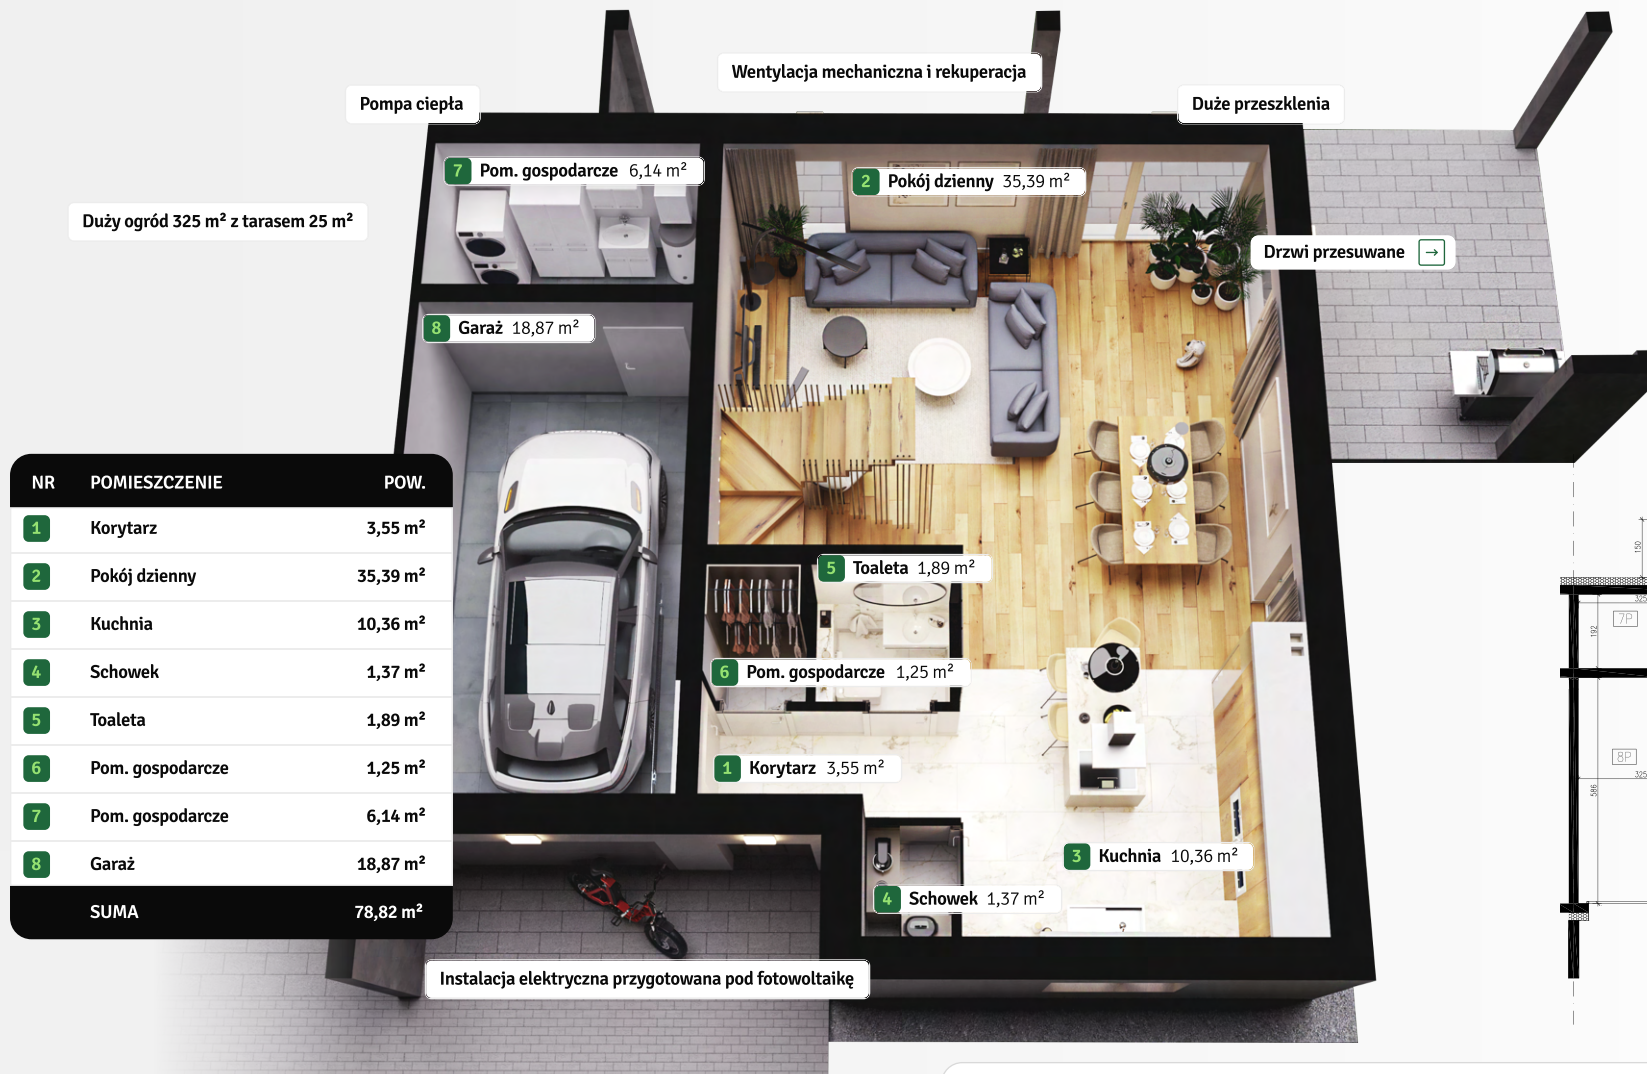 Wentylacja mechaniczna i rekuperacja
Pompa ciepła
Duże przeszklenia
7 Pom. gospodarcze 6,14 m²
2 Pokój dzienny 35,39 m²
Duży ogród 325 m² z tarasem 25 m²
Drzwi przesuwane →
8 Garaż 18,87 m²
NR POMIESZCZENIE POW.
1 Korytarz 3,55 m²
2 Pokój dzienny 35,39 m²
3 Kuchnia 10,36 m²
4 Schowek 1,37 m²
5 Toaleta 1,89 m²
6 Pom. gospodarcze 1,25 m²
7 Pom. gospodarcze 6,14 m²
8 Garaż 18,87 m²
SUMA 78,82 m²
5 Toaleta 1,89 m²
6 Pom. gospodarcze 1,25 m²
1 Korytarz 3,55 m²
3 Kuchnia 10,36 m²
4 Schowek 1,37 m²
Instalacja elektryczna przygotowana pod fotowoltaikę
150
325
7P
192
8P
325
586